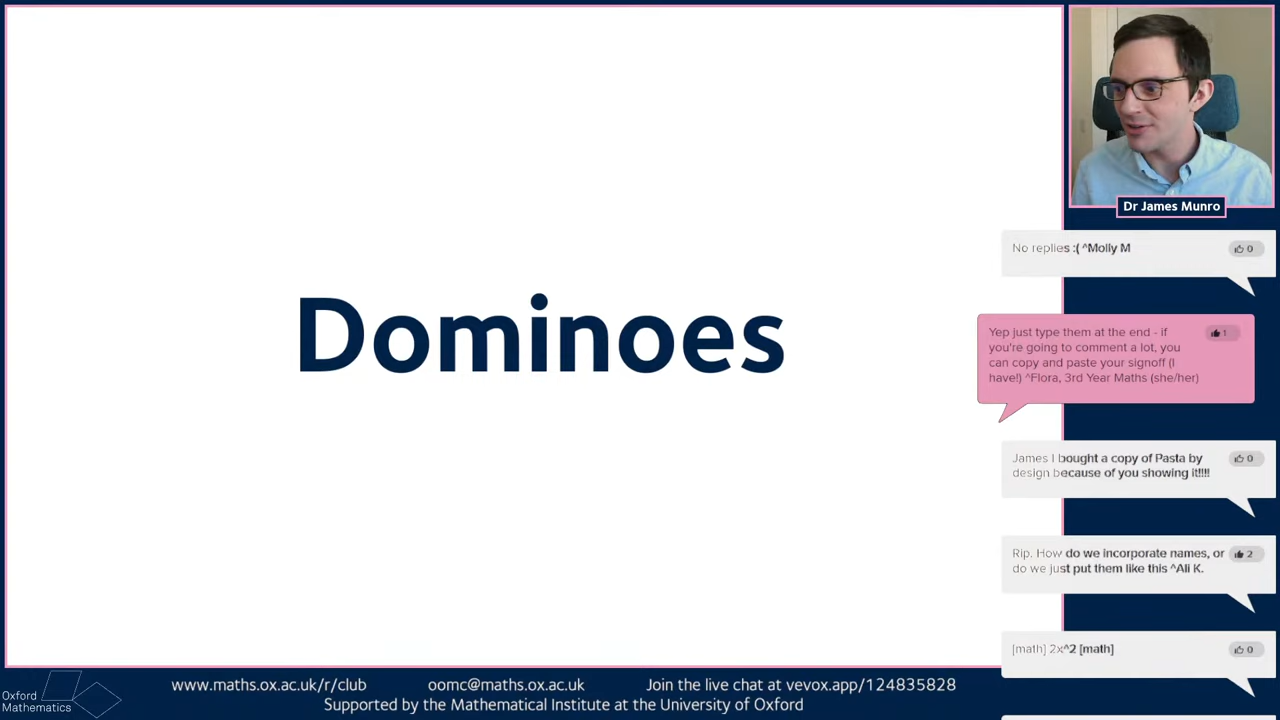 Dominoes
Dr James Munro
No replies :( ^Molly M
0
Yep just type them at the end - if
you're going to comment a lot, you
can copy and paste your signoff (I
have!) ^Flora, 3rd Year Maths (she/her)
1
James I bought a copy of Pasta by
design because of you showing it!!!!
0
Rip. How do we incorporate names, or
do we just put them like this ^Ali K.
2
[math] 2x^2 [math]
0
Oxford
Mathematics
www.maths.ox.ac.uk/r/club
oomc@maths.ox.ac.uk
Join the live chat at vevox.app/124835828
Supported by the Mathematical Institute at the University of Oxford